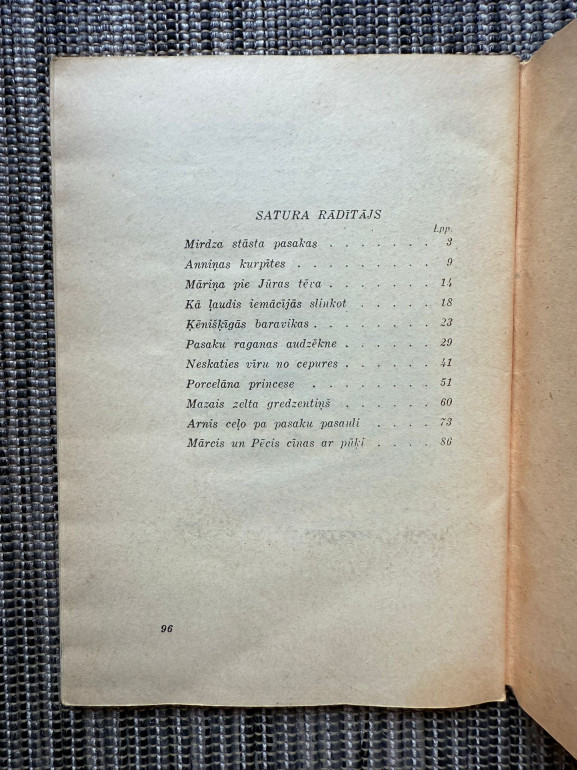 SATURA RĀDĪTĀJS
Lpp.
Mirdza stāsta pasakas . . . . . . . 3
Anniņas kurpītes . . . . . . . . . 9
Māriņa pie Jūras tēva . . . . . . . 14
Kā ļaudis iemācījās slinkot . . . . . 18
Ķēnišķīgās baravikas . . . . . . . . 23
Pasaku raganas audzēkne . . . . . . 29
Neskaties vīru no cepures . . . . . . 41
Porcelāna princese . . . . . . . . 51
Mazais zelta gredzentiņš . . . . . . 60
Arnis ceļo pa pasaku pasauli . . . . 73
Mārcis un Pēcis cīnas ar pūķi . . . . 86
96